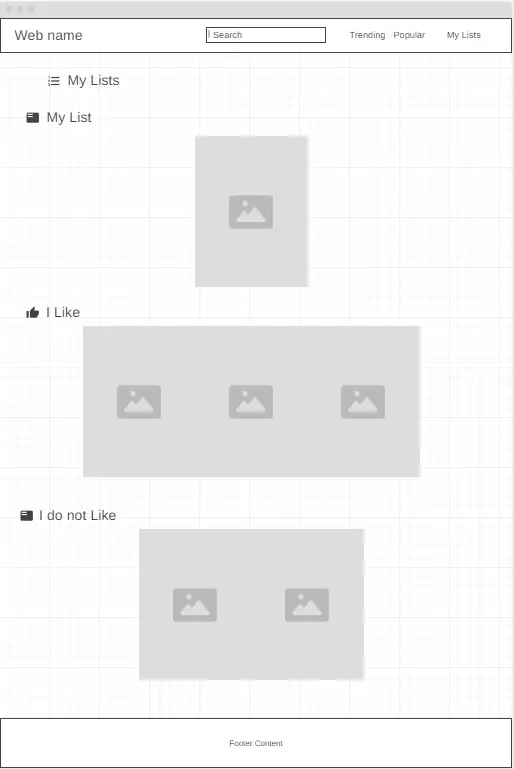 Web name
Search
Trending Popular My Lists
My Lists
My List
I Like
I do not Like
Footer Content